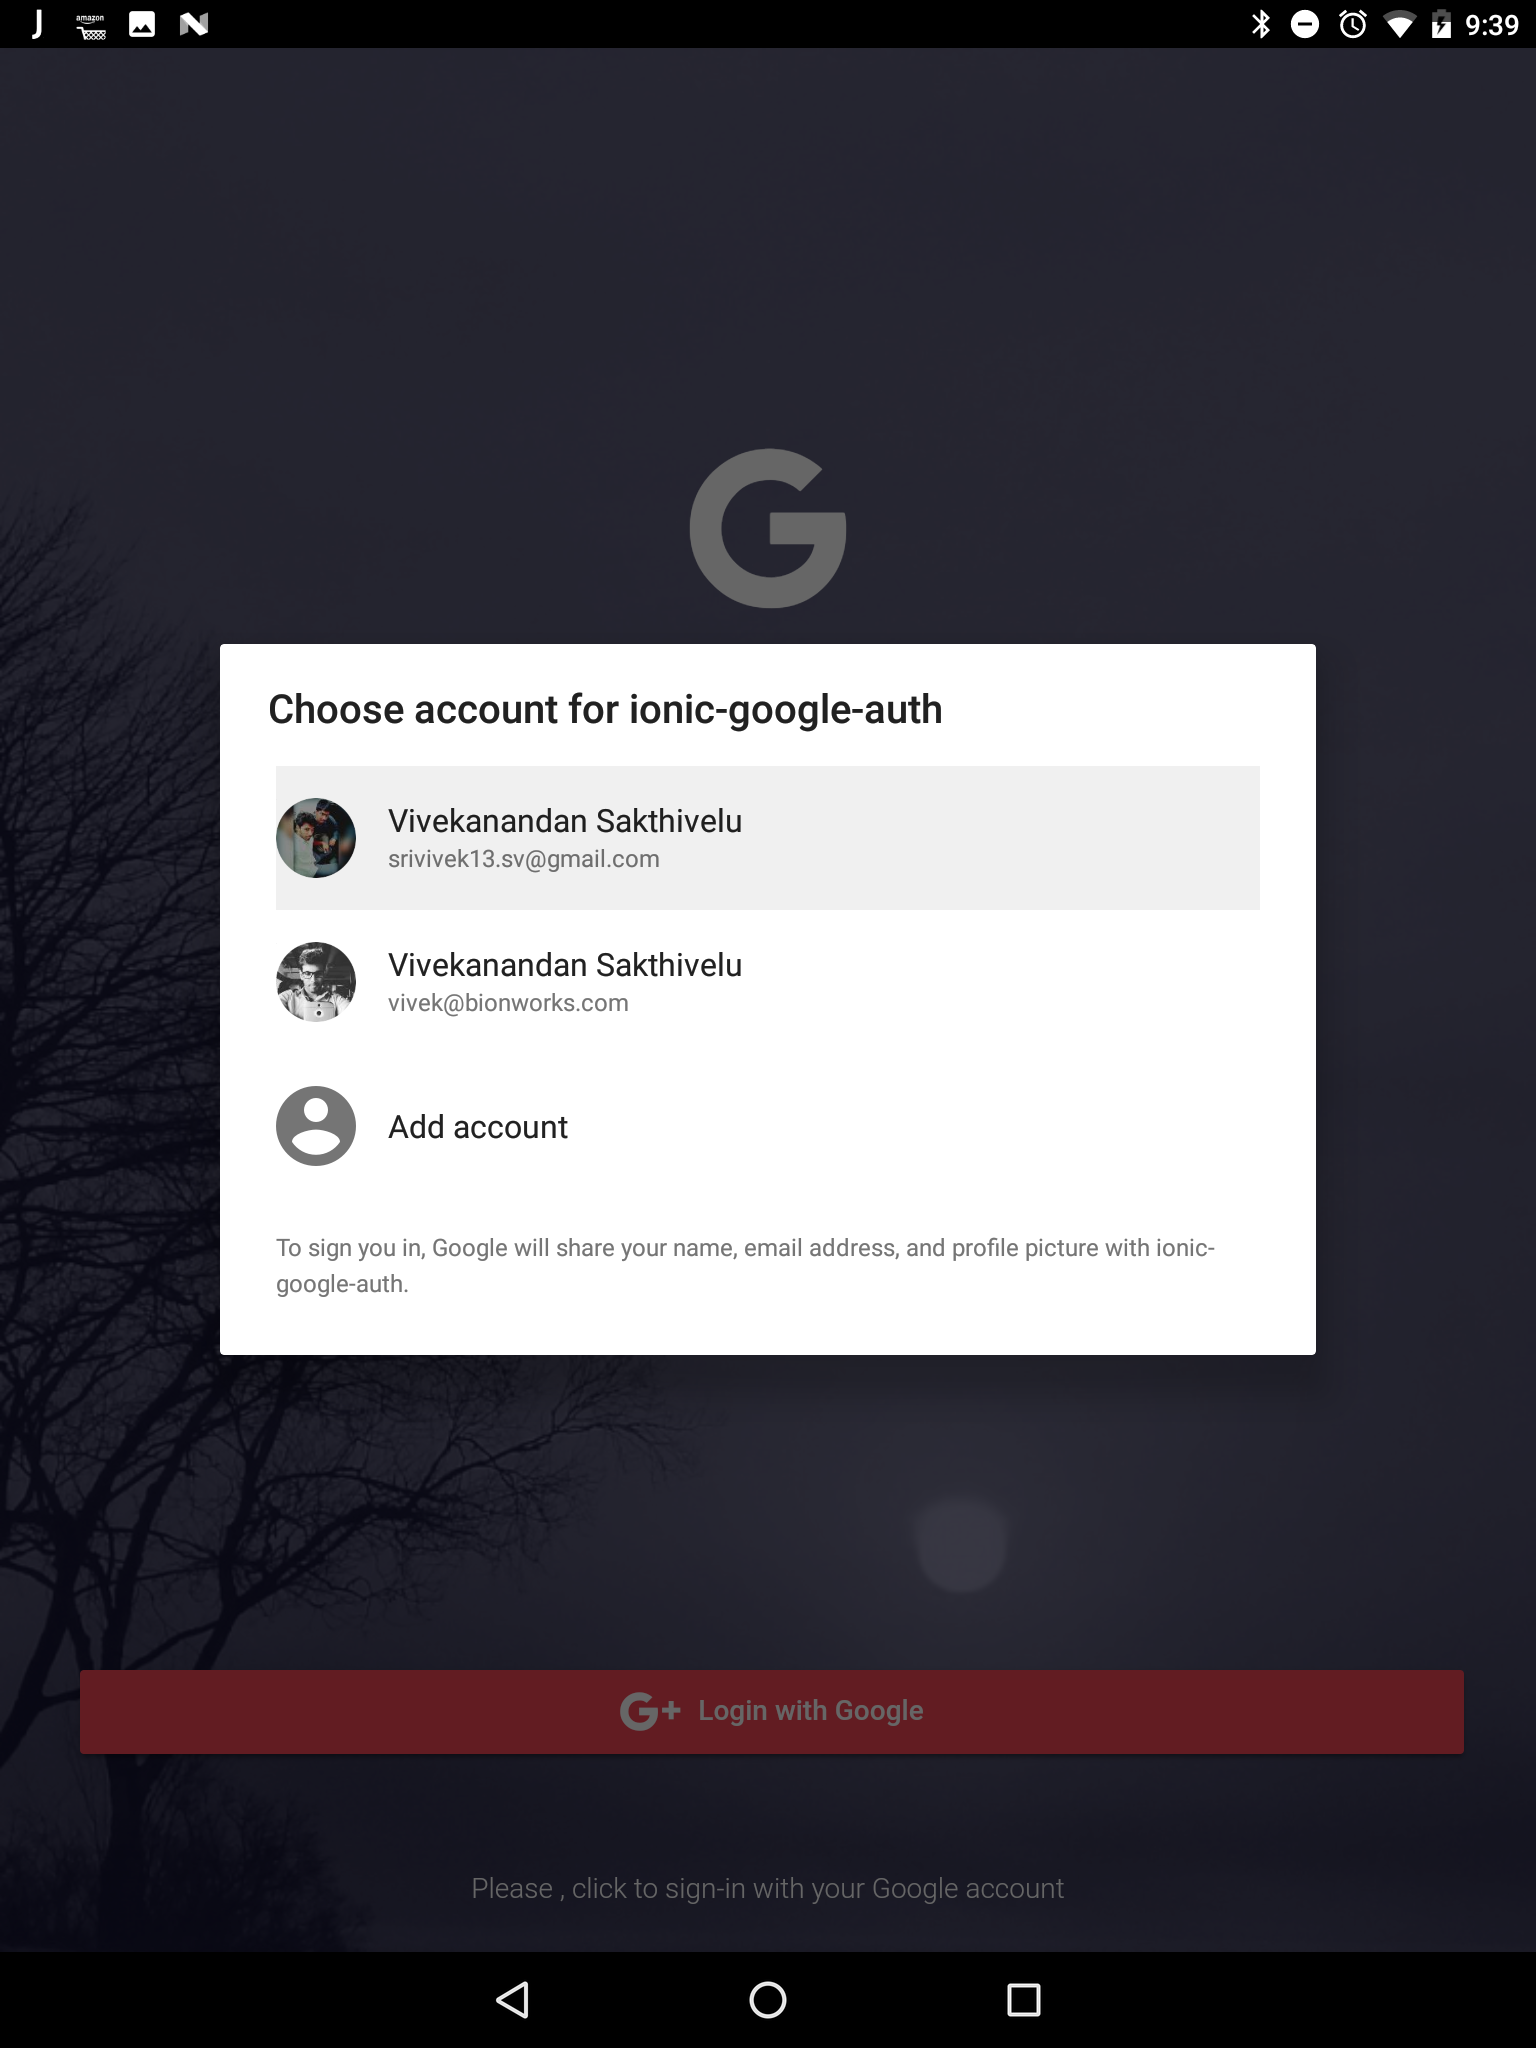 amazon
9:39
Choose account for ionic-google-auth
Vivekanandan Sakthivelu
srivivek13.sv@gmail.com
Vivekanandan Sakthivelu
vivek@bionworks.com
Add account
To sign you in, Google will share your name, email address, and profile picture with ionic-
google-auth.
G+ Login with Google
Please , click to sign-in with your Google account